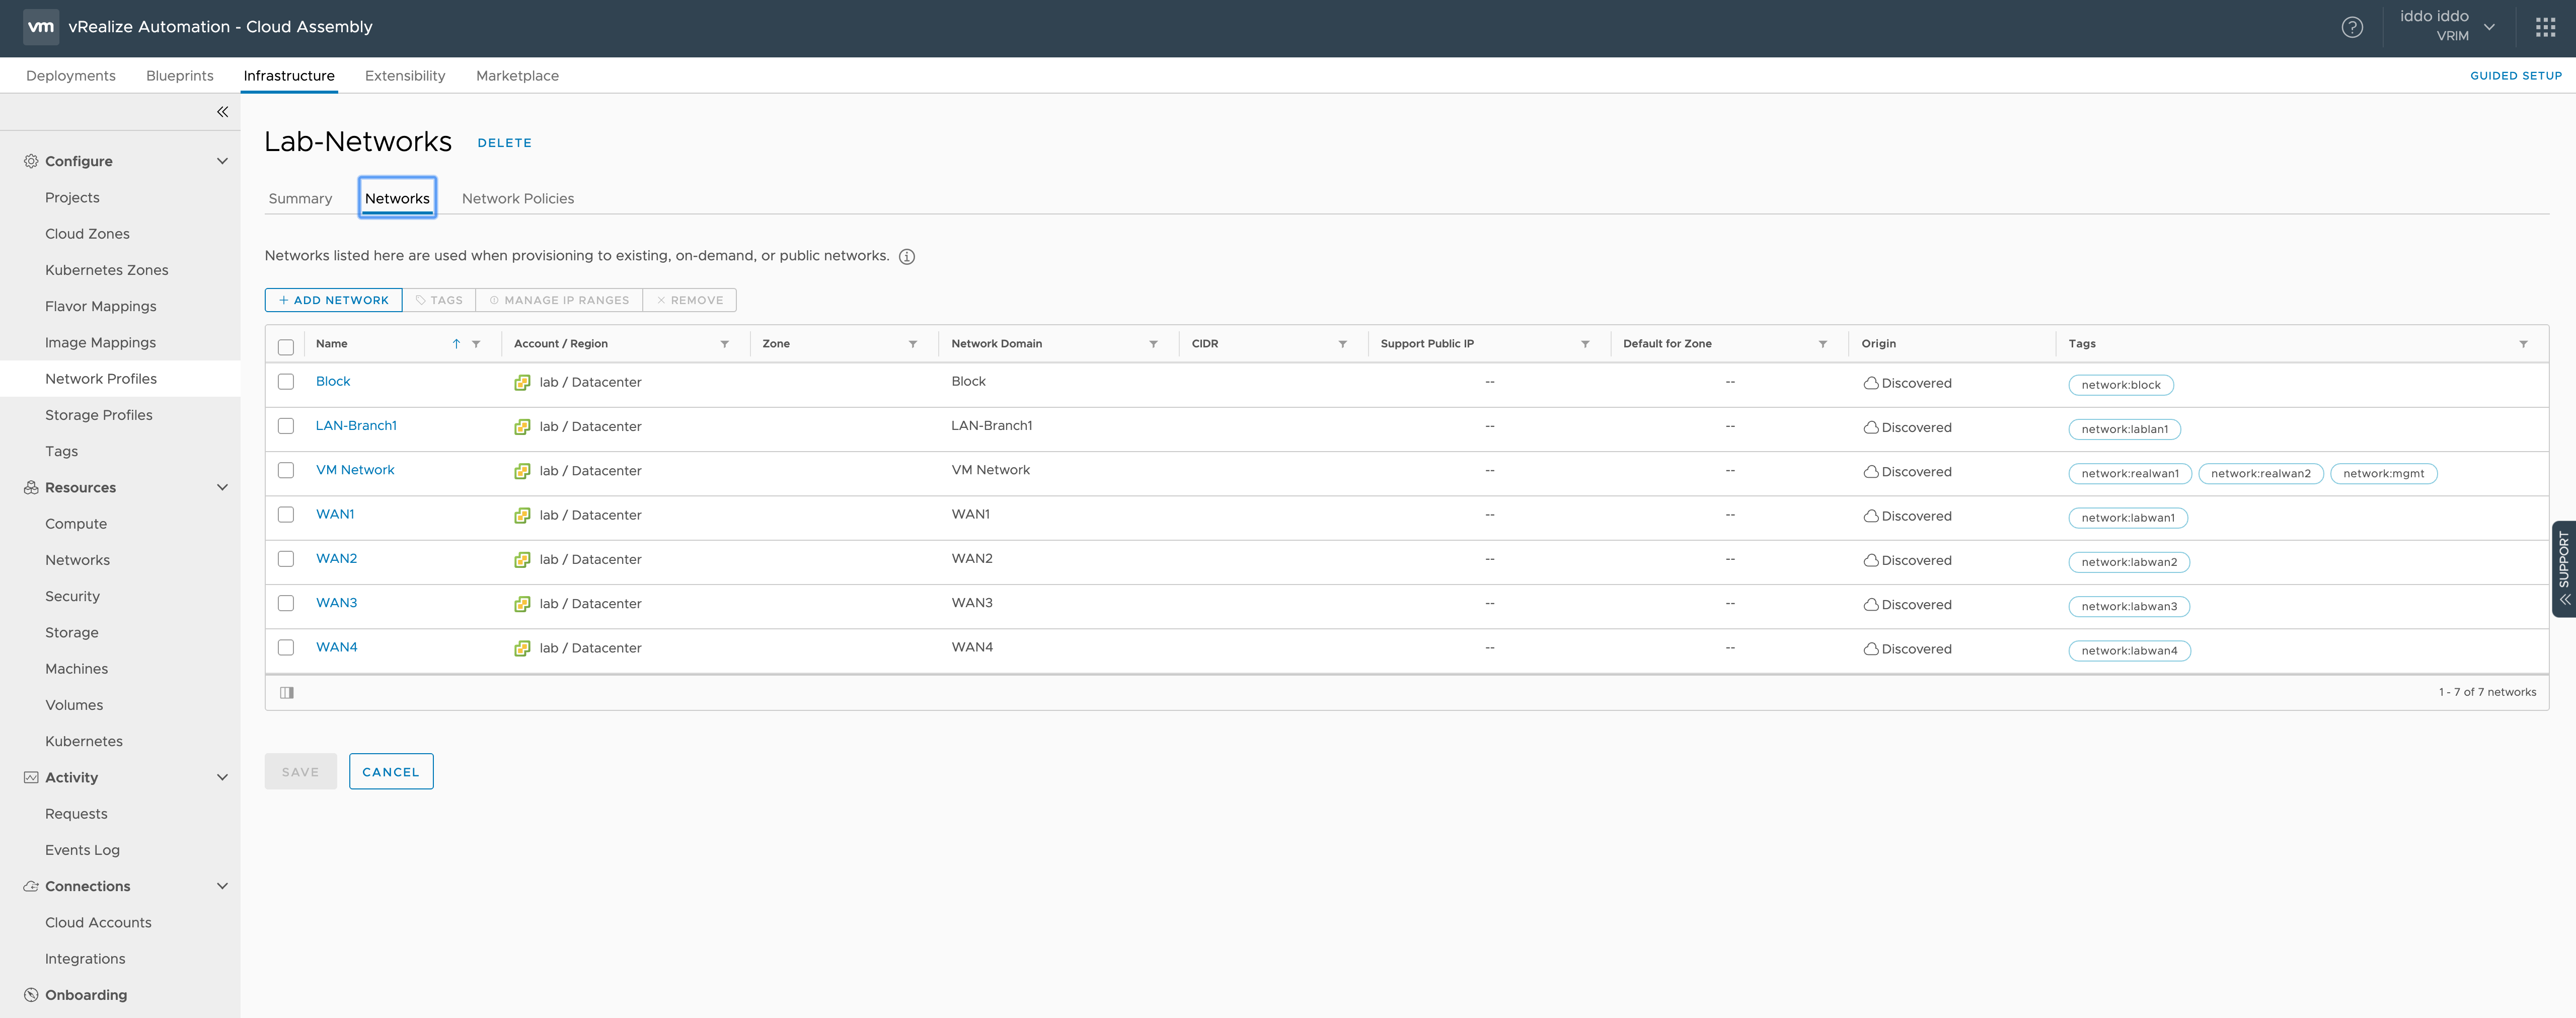 vm vRealize Automation - Cloud Assembly
iddo iddo
VRIM
Deployments Blueprints Infrastructure Extensibility Marketplace GUIDED SETUP
Configure
Projects
Cloud Zones
Kubernetes Zones
Flavor Mappings
Image Mappings
Network Profiles
Storage Profiles
Tags
Resources
Compute
Networks
Security
Storage
Machines
Volumes
Kubernetes
Activity
Requests
Events Log
Connections
Cloud Accounts
Integrations
Onboarding
Lab-Networks DELETE
Summary Networks Network Policies
Networks listed here are used when provisioning to existing, on-demand, or public networks.
+ ADD NETWORK TAGS MANAGE IP RANGES × REMOVE
Name Account / Region Zone Network Domain CIDR Support Public IP Default for Zone Origin Tags
Block lab / Datacenter Block -- -- Discovered network:block
LAN-Branch1 lab / Datacenter LAN-Branch1 -- -- Discovered network:lablan1
VM Network lab / Datacenter VM Network -- -- Discovered network:realwan1 network:realwan2 network:mgmt
WAN1 lab / Datacenter WAN1 -- -- Discovered network:labwan1
WAN2 lab / Datacenter WAN2 -- -- Discovered network:labwan2
WAN3 lab / Datacenter WAN3 -- -- Discovered network:labwan3
WAN4 lab / Datacenter WAN4 -- -- Discovered network:labwan4
1 - 7 of 7 networks
SAVE CANCEL
SUPPORT